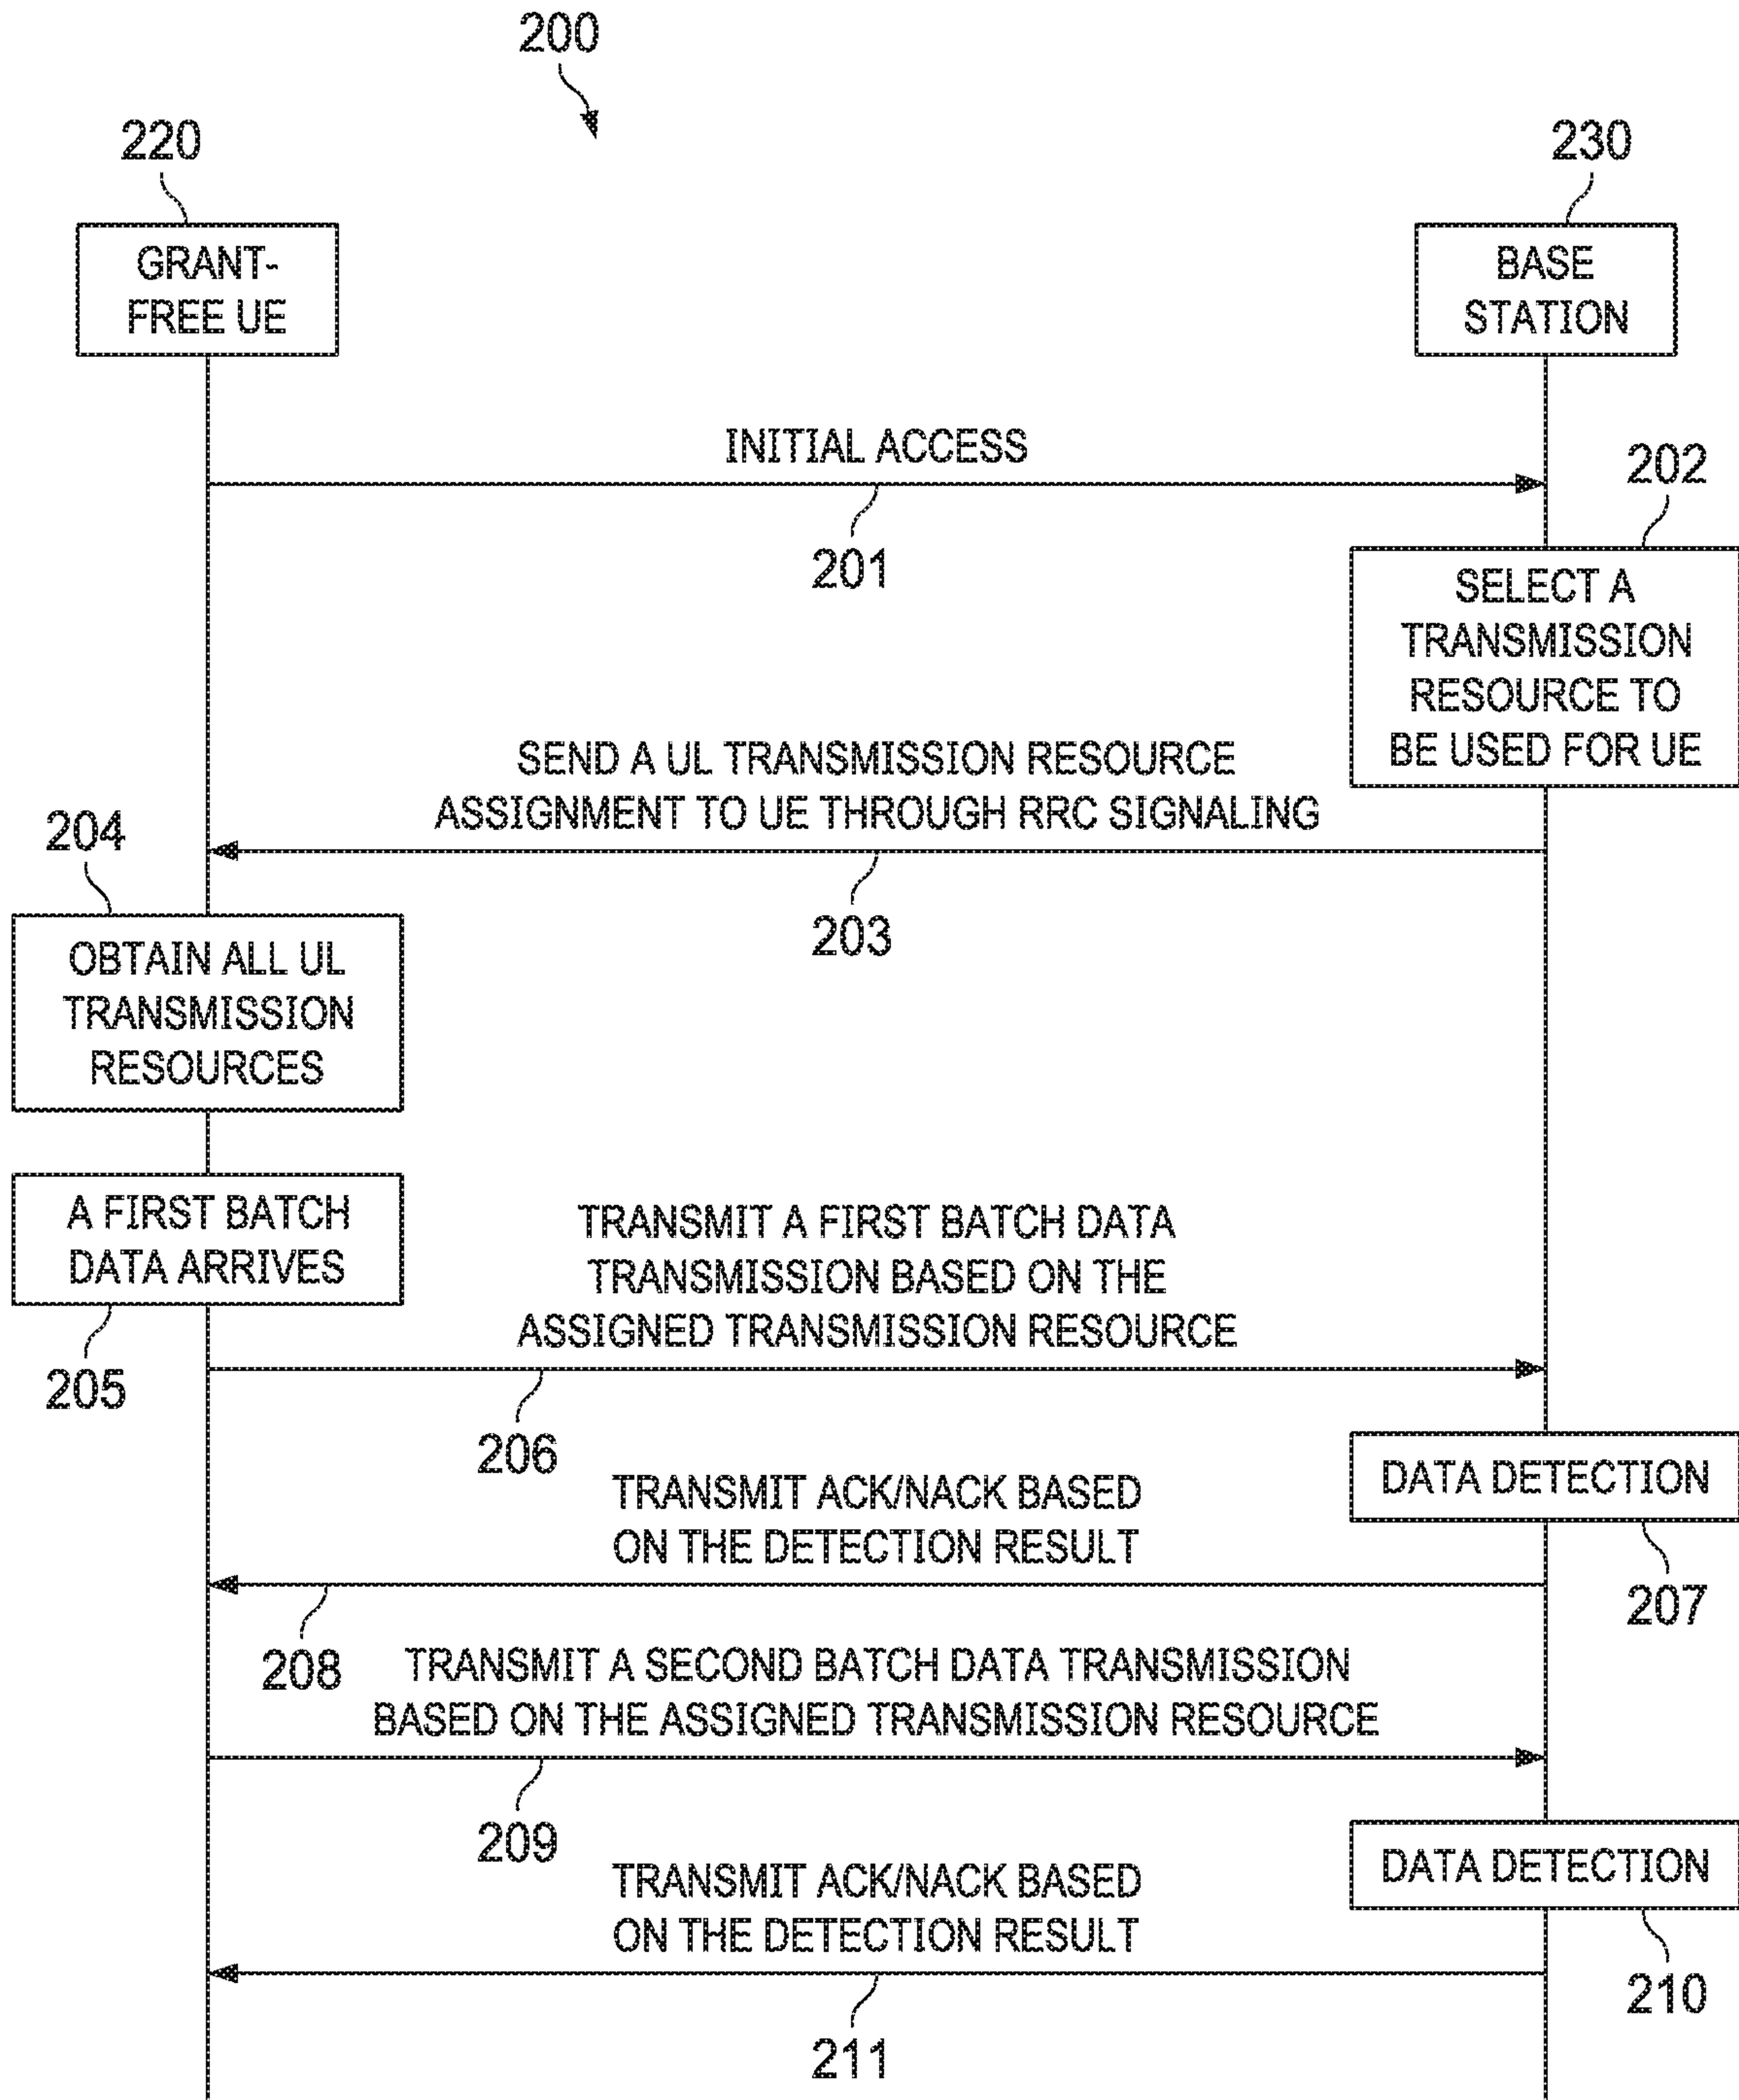 200
220
230
GRANT-
FREE UE
BASE
STATION
INITIAL ACCESS
201
202
SELECT A
TRANSMISSION
RESOURCE TO
BE USED FOR UE
SEND A UL TRANSMISSION RESOURCE
ASSIGNMENT TO UE THROUGH RRC SIGNALING
203
204
OBTAIN ALL UL
TRANSMISSION
RESOURCES
A FIRST BATCH
DATA ARRIVES
205
TRANSMIT A FIRST BATCH DATA
TRANSMISSION BASED ON THE
ASSIGNED TRANSMISSION RESOURCE
206
DATA DETECTION
207
TRANSMIT ACK/NACK BASED
ON THE DETECTION RESULT
208
TRANSMIT A SECOND BATCH DATA TRANSMISSION
BASED ON THE ASSIGNED TRANSMISSION RESOURCE
209
DATA DETECTION
210
TRANSMIT ACK/NACK BASED
ON THE DETECTION RESULT
211